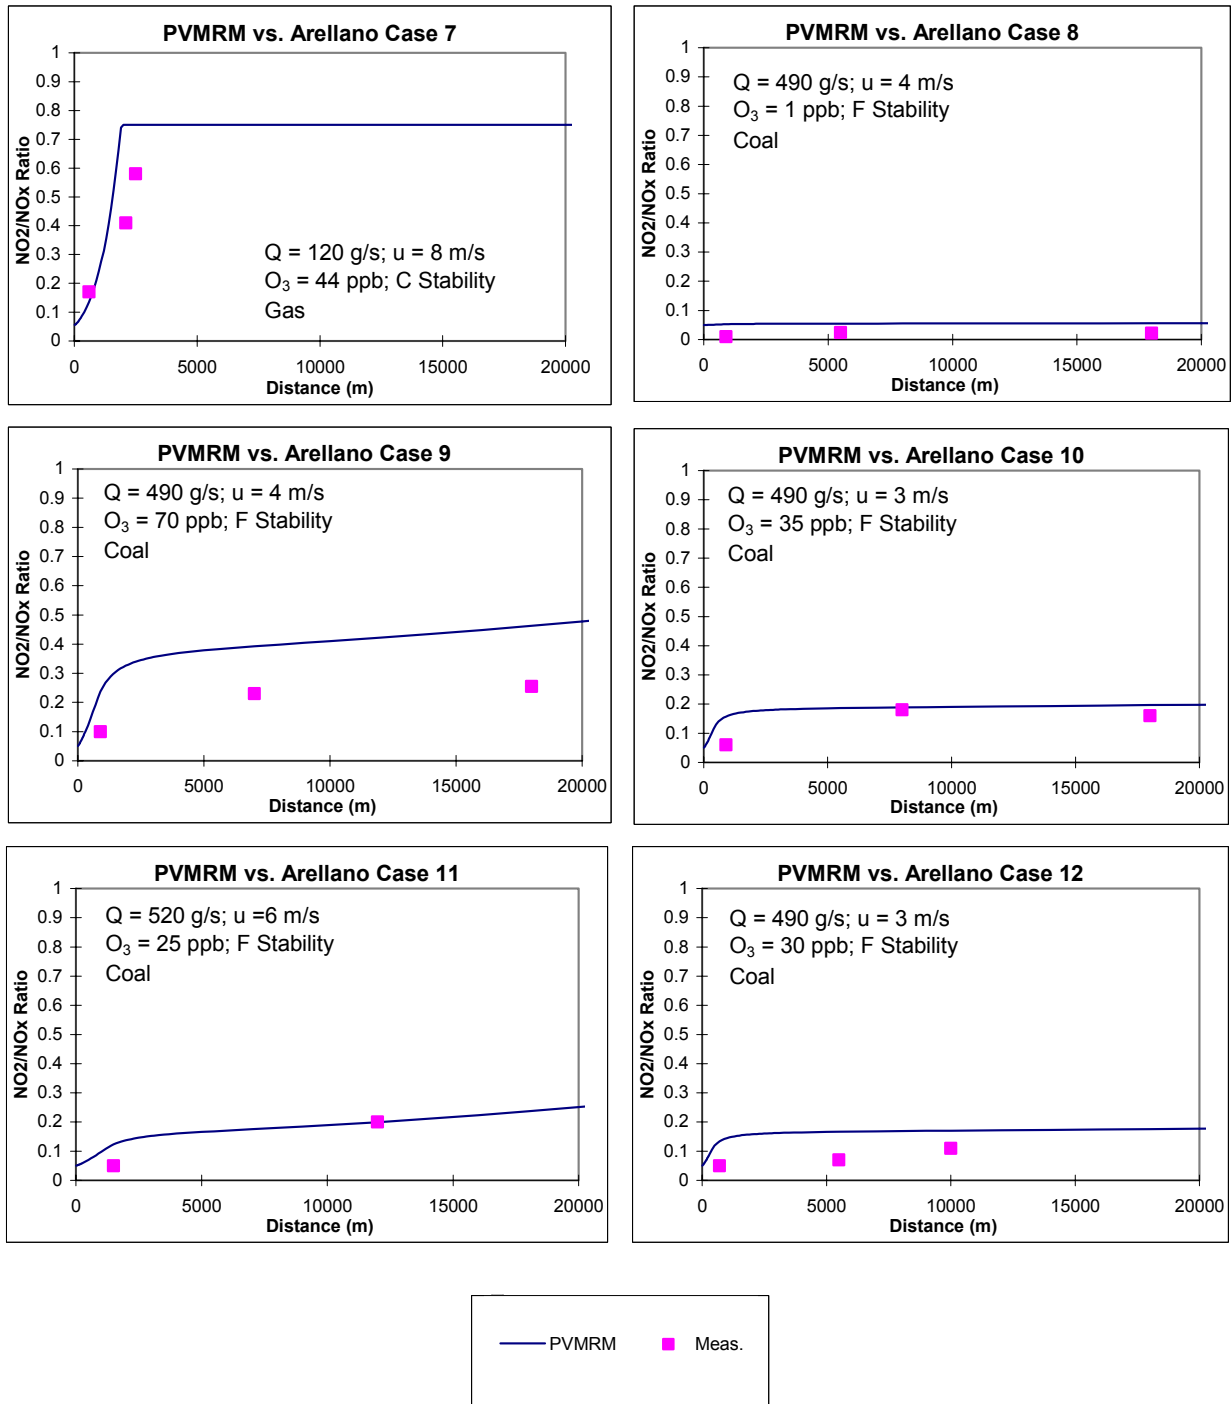 PVMRM vs. Arellano Case 7
1
0.9
0.8
0.7
0.6
0.5
0.4
0.3
0.2
0.1
0
NO2/NOx Ratio
Q = 120 g/s; u = 8 m/s
O3 = 44 ppb; C Stability
Gas
0 5000 10000 15000 20000
Distance (m)
PVMRM vs. Arellano Case 8
1
0.9
0.8
0.7
0.6
0.5
0.4
0.3
0.2
0.1
0
NO2/NOx Ratio
Q = 490 g/s; u = 4 m/s
O3 = 1 ppb; F Stability
Coal
0 5000 10000 15000 20000
Distance (m)
PVMRM vs. Arellano Case 9
1
0.9
0.8
0.7
0.6
0.5
0.4
0.3
0.2
0.1
0
NO2/NOx Ratio
Q = 490 g/s; u = 4 m/s
O3 = 70 ppb; F Stability
Coal
0 5000 10000 15000 20000
Distance (m)
PVMRM vs. Arellano Case 10
1
0.9
0.8
0.7
0.6
0.5
0.4
0.3
0.2
0.1
0
NO2/NOx Ratio
Q = 490 g/s; u = 3 m/s
O3 = 35 ppb; F Stability
Coal
0 5000 10000 15000 20000
Distance (m)
PVMRM vs. Arellano Case 11
1
0.9
0.8
0.7
0.6
0.5
0.4
0.3
0.2
0.1
0
NO2/NOx Ratio
Q = 520 g/s; u =6 m/s
O3 = 25 ppb; F Stability
Coal
0 5000 10000 15000 20000
Distance (m)
PVMRM vs. Arellano Case 12
1
0.9
0.8
0.7
0.6
0.5
0.4
0.3
0.2
0.1
0
NO2/NOx Ratio
Q = 490 g/s; u = 3 m/s
O3 = 30 ppb; F Stability
Coal
0 5000 10000 15000 20000
Distance (m)
PVMRM Meas.